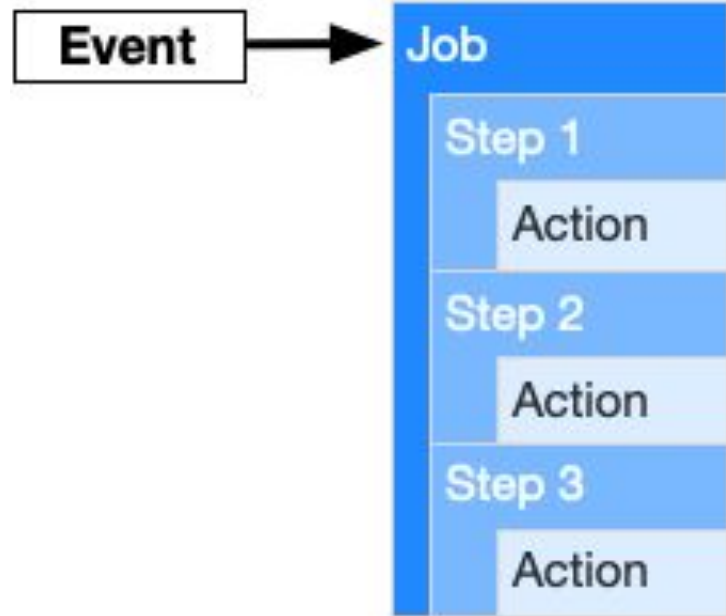 Event
Job
Step 1
Action
Step 2
Action
Step 3
Action